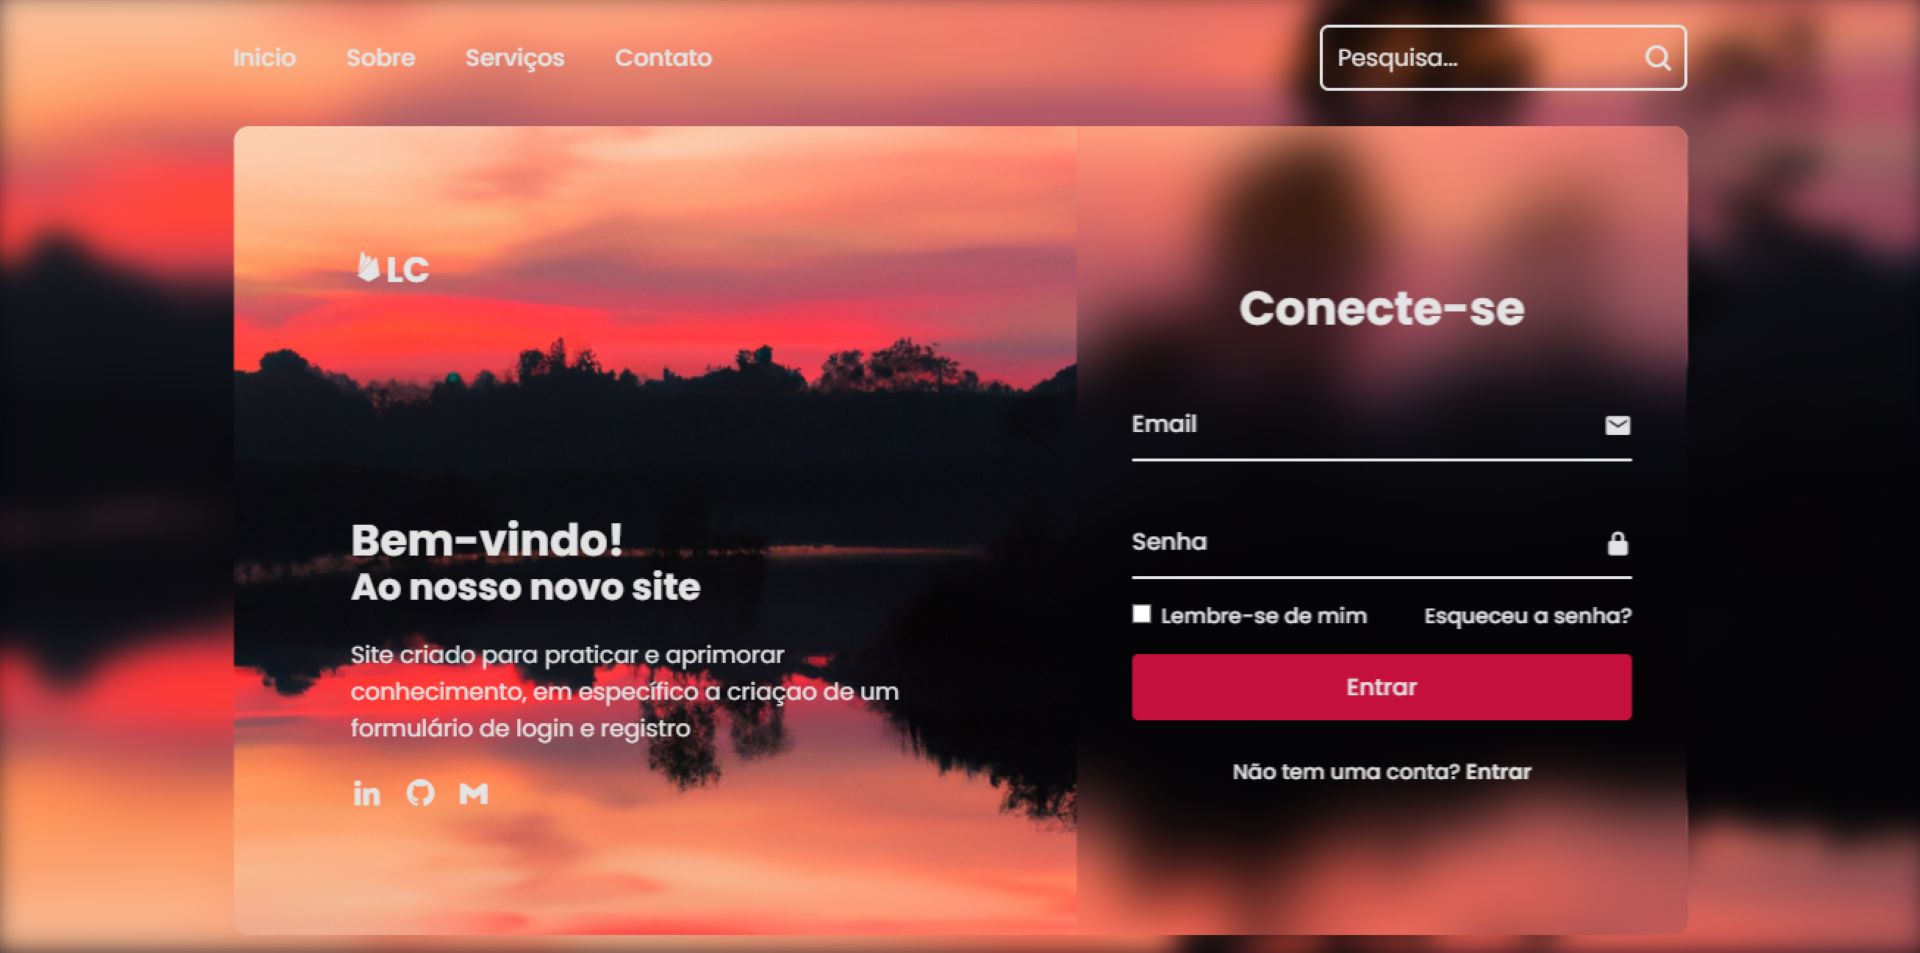 Inicio Sobre Serviços Contato
Pesquisa...
LC
Bem-vindo!
Ao nosso novo site
Site criado para praticar e aprimorar
conhecimento, em específico a criaçao de um
formulário de login e registro
Conecte-se
Email
Senha
Lembre-se de mim Esqueceu a senha?
Entrar
Não tem uma conta? Entrar